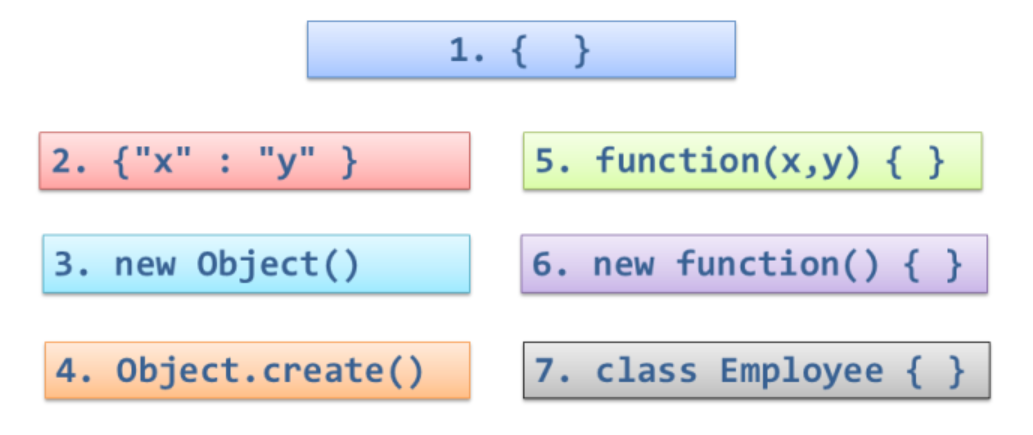 1. { }
2. {"x" : "y" }
3. new Object()
4. Object.create()
5. function(x,y) { }
6. new function() { }
7. class Employee { }